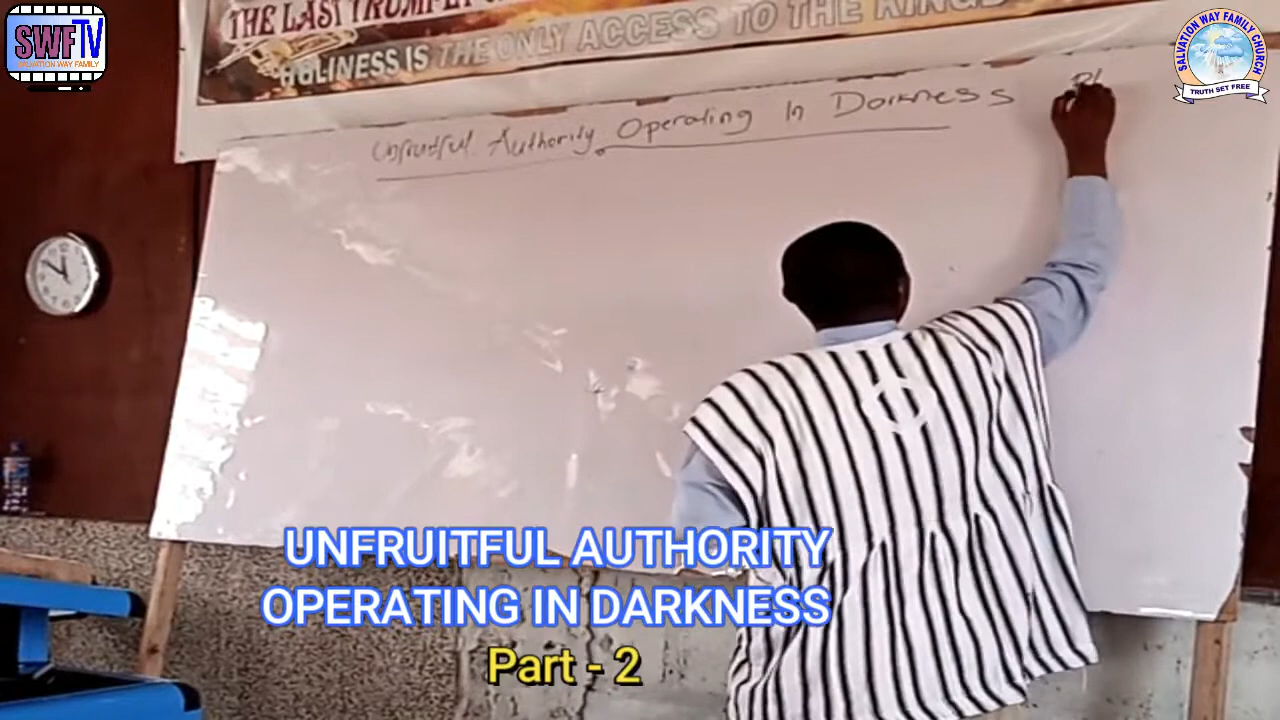 SWFTV
SALVATION WAY FAMILY
THE LAST TRUMPET
HOLINESS IS THE ONLY ACCESS TO THE KINGD
SALVATION WAY FAMILY CHURCH
TRUTH SET FREE
Unfruitful Authority Operating In Darkness
UNFRUITFUL AUTHORITY
OPERATING IN DARKNESS
Part - 2